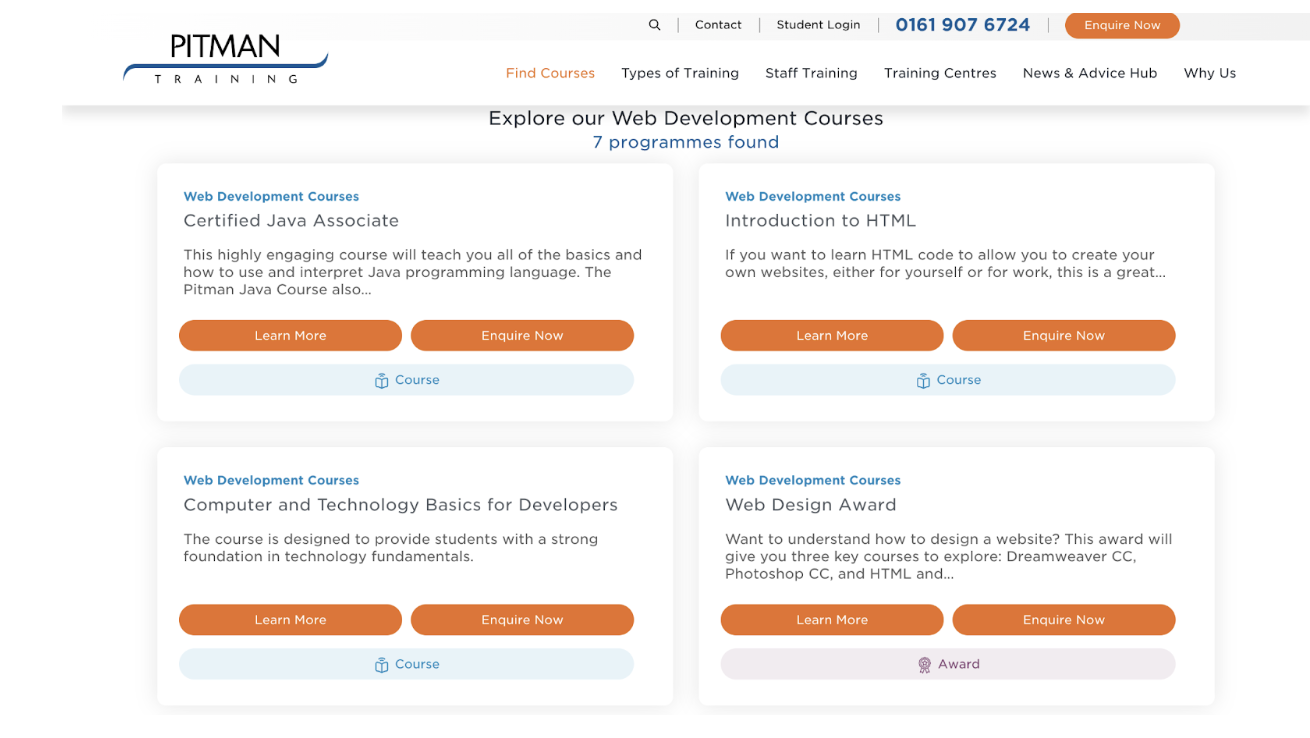 Contact
Student Login
0161 907 6724
Enquire Now
PITMAN
TRAINING
Find Courses
Types of Training
Staff Training
Training Centres
News & Advice Hub
Why Us
Explore our Web Development Courses
7 programmes found
Web Development Courses
Certified Java Associate
This highly engaging course will teach you all of the basics and
how to use and interpret Java programming language. The
Pitman Java Course also...
Learn More
Enquire Now
Course
Web Development Courses
Introduction to HTML
If you want to learn HTML code to allow you to create your
own websites, either for yourself or for work, this is a great...
Learn More
Enquire Now
Course
Web Development Courses
Computer and Technology Basics for Developers
The course is designed to provide students with a strong
foundation in technology fundamentals.
Learn More
Enquire Now
Course
Web Development Courses
Web Design Award
Want to understand how to design a website? This award will
give you three key courses to explore: Dreamweaver CC,
Photoshop CC, and HTML and...
Learn More
Enquire Now
Award